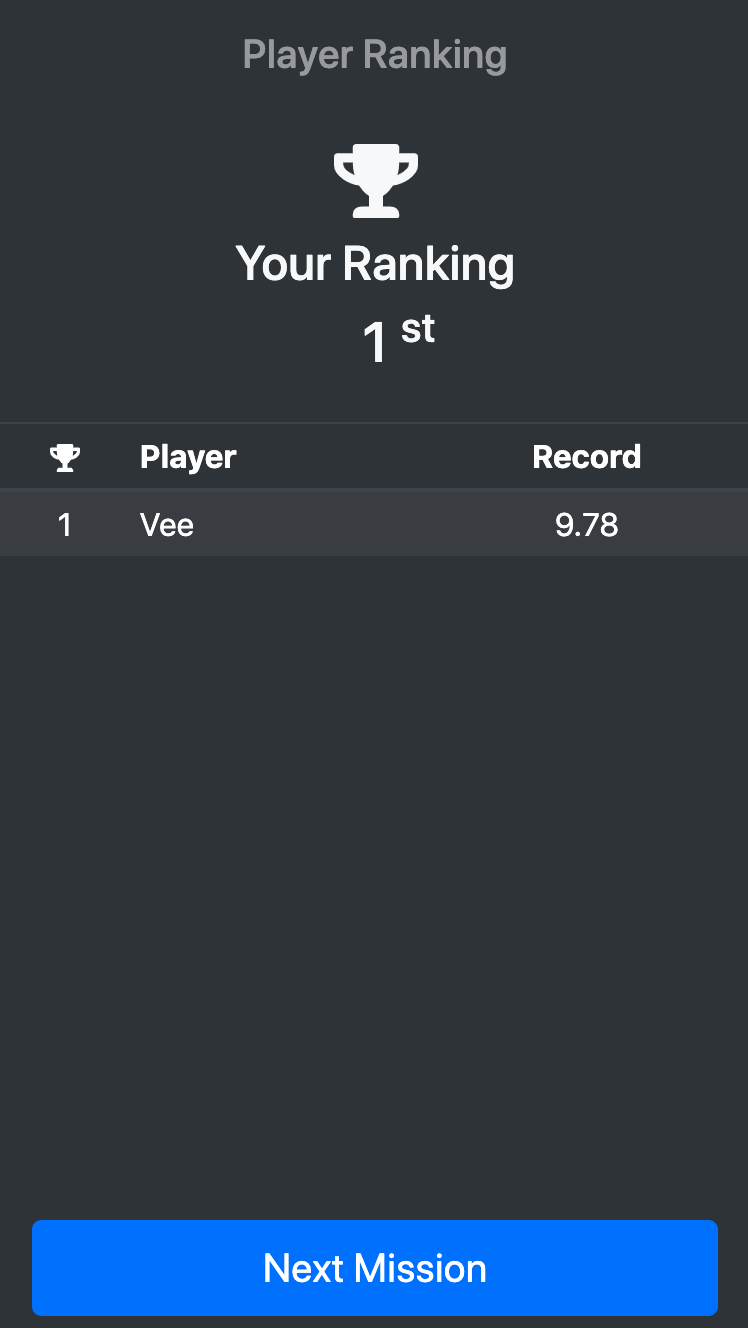 Player Ranking
Your Ranking
1 st
Player Record
1 Vee 9.78
Next Mission